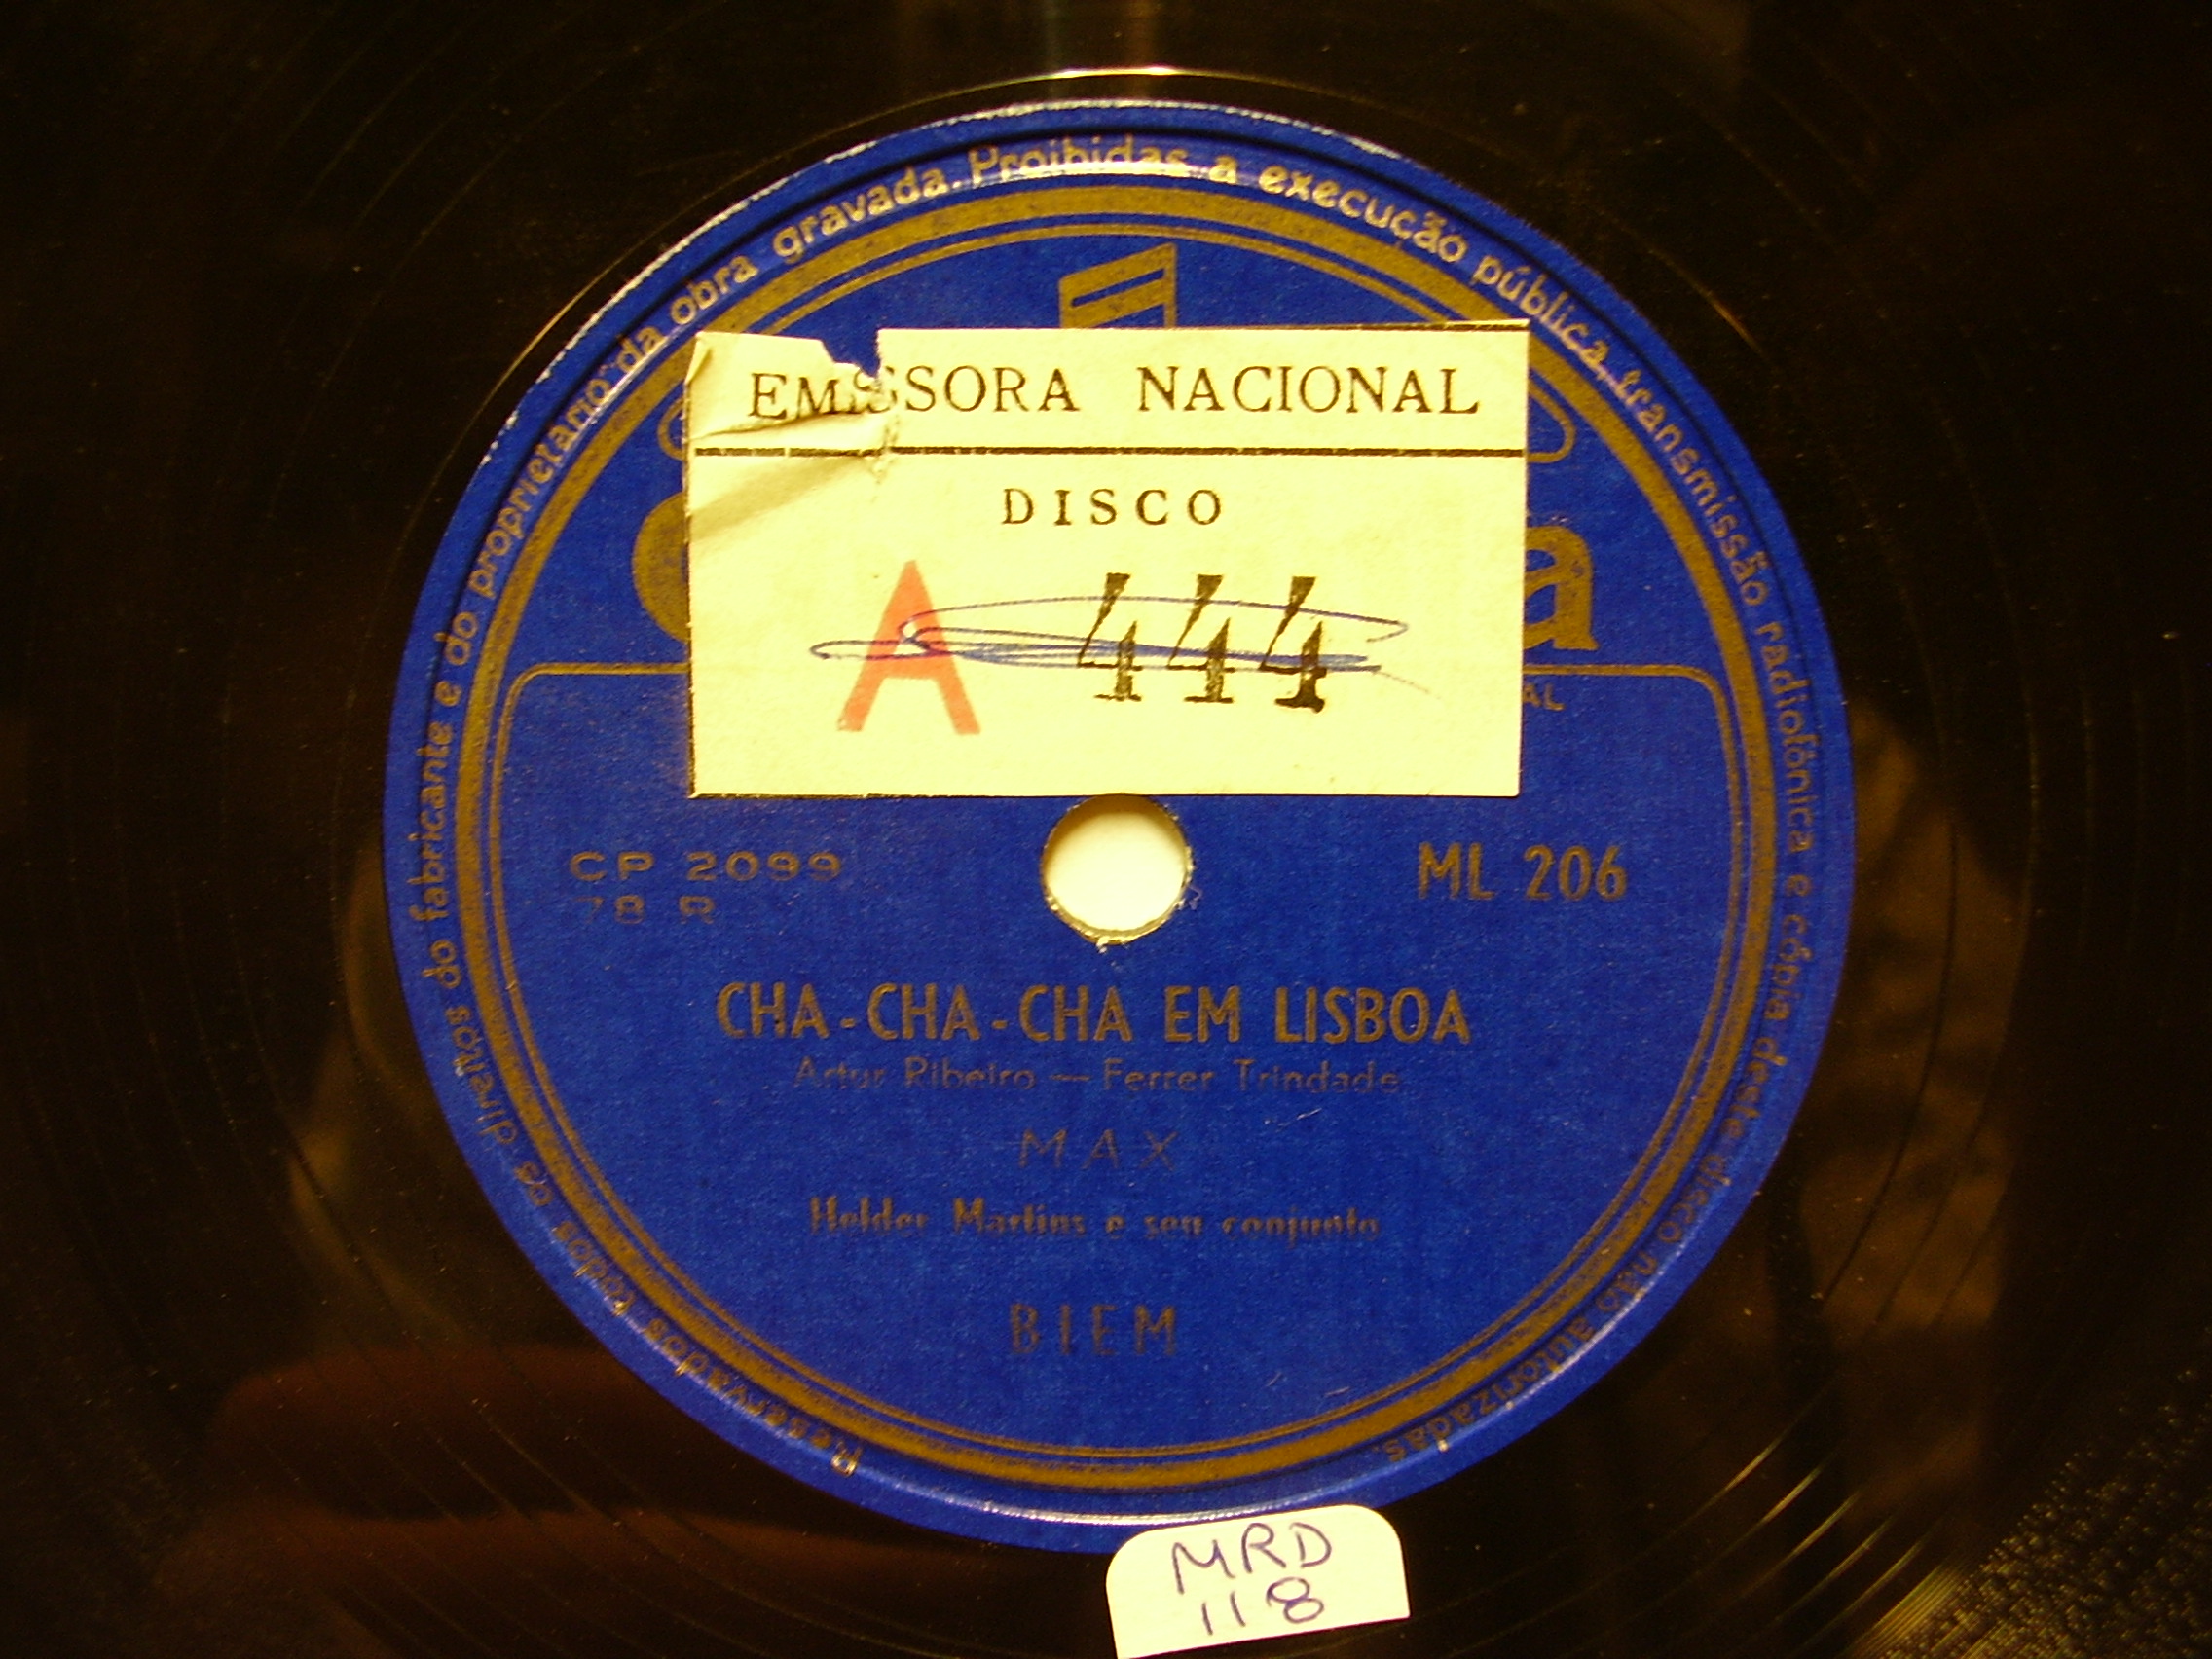 Reservados todos os direitos do fabricante e do proprietario da obra gravada. Proibidas a execução pública, transmissão radiofônica e cópia deste disco não autorizadas.
EMISSORA NACIONAL
DISCO
A 444
CP 2099
78 R
ML 206
CHA-CHA-CHA EM LISBOA
Artur Ribeiro — Ferrer Trindade
MAX
Helder Martins e seu conjunto
BIEM
MRD
118